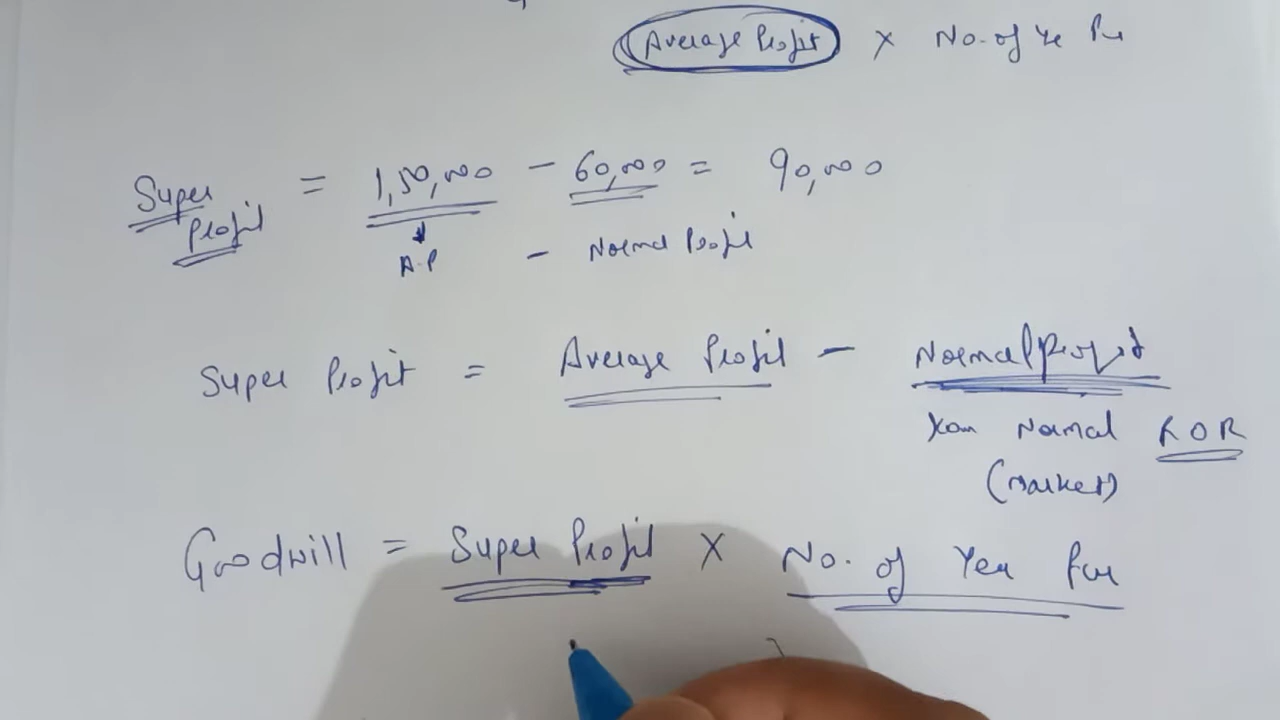 Average Profit × No. of Ye Pu
Super Profit = 1,50,000 - 60,000 = 90,000
A.P - Normal Profit
Super Profit = Average Profit - Normal Profit
Normal ROR
(Market)
Goodwill = Super Profit × No. of Year Pur